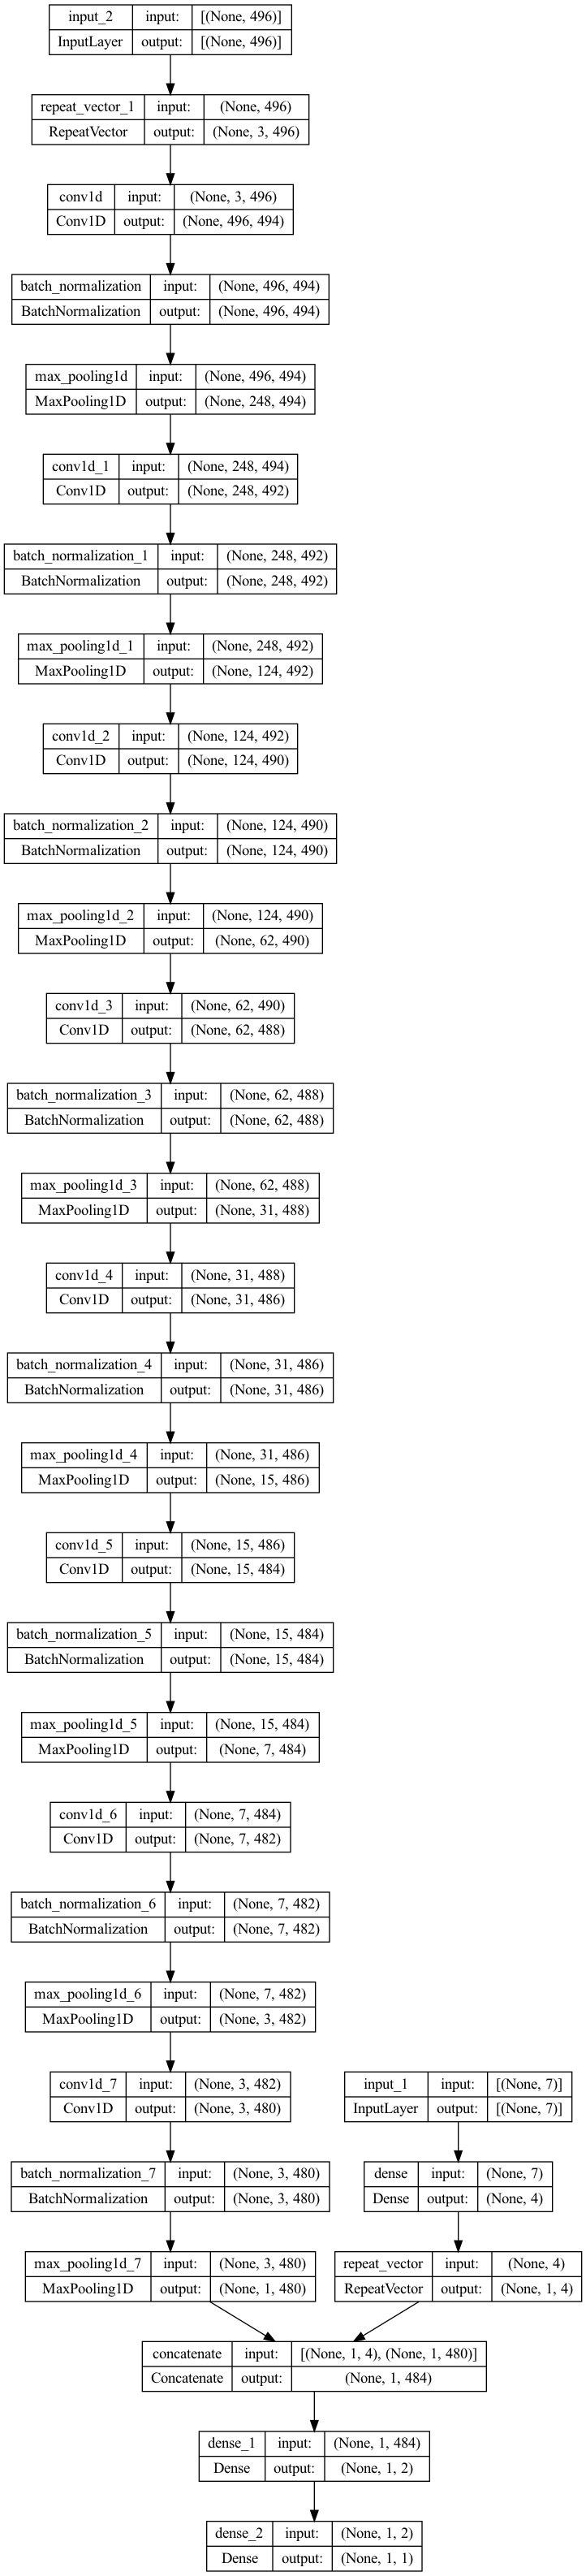 input_2 input: [(None, 496)]
InputLayer output: [(None, 496)]
repeat_vector_1 input: (None, 496)
RepeatVector output: (None, 3, 496)
conv1d input: (None, 3, 496)
Conv1D output: (None, 496, 494)
batch_normalization input: (None, 496, 494)
BatchNormalization output: (None, 496, 494)
max_pooling1d input: (None, 496, 494)
MaxPooling1D output: (None, 248, 494)
conv1d_1 input: (None, 248, 494)
Conv1D output: (None, 248, 492)
batch_normalization_1 input: (None, 248, 492)
BatchNormalization output: (None, 248, 492)
max_pooling1d_1 input: (None, 248, 492)
MaxPooling1D output: (None, 124, 492)
conv1d_2 input: (None, 124, 492)
Conv1D output: (None, 124, 490)
batch_normalization_2 input: (None, 124, 490)
BatchNormalization output: (None, 124, 490)
max_pooling1d_2 input: (None, 124, 490)
MaxPooling1D output: (None, 62, 490)
conv1d_3 input: (None, 62, 490)
Conv1D output: (None, 62, 488)
batch_normalization_3 input: (None, 62, 488)
BatchNormalization output: (None, 62, 488)
max_pooling1d_3 input: (None, 62, 488)
MaxPooling1D output: (None, 31, 488)
conv1d_4 input: (None, 31, 488)
Conv1D output: (None, 31, 486)
batch_normalization_4 input: (None, 31, 486)
BatchNormalization output: (None, 31, 486)
max_pooling1d_4 input: (None, 31, 486)
MaxPooling1D output: (None, 15, 486)
conv1d_5 input: (None, 15, 486)
Conv1D output: (None, 15, 484)
batch_normalization_5 input: (None, 15, 484)
BatchNormalization output: (None, 15, 484)
max_pooling1d_5 input: (None, 15, 484)
MaxPooling1D output: (None, 7, 484)
conv1d_6 input: (None, 7, 484)
Conv1D output: (None, 7, 482)
batch_normalization_6 input: (None, 7, 482)
BatchNormalization output: (None, 7, 482)
max_pooling1d_6 input: (None, 7, 482)
MaxPooling1D output: (None, 3, 482)
conv1d_7 input: (None, 3, 482)
Conv1D output: (None, 3, 480)
input_1 input: [(None, 7)]
InputLayer output: [(None, 7)]
batch_normalization_7 input: (None, 3, 480)
BatchNormalization output: (None, 3, 480)
dense input: (None, 7)
Dense output: (None, 4)
max_pooling1d_7 input: (None, 3, 480)
MaxPooling1D output: (None, 1, 480)
repeat_vector input: (None, 4)
RepeatVector output: (None, 1, 4)
concatenate input: [(None, 1, 4), (None, 1, 480)]
Concatenate output: (None, 1, 484)
dense_1 input: (None, 1, 484)
Dense output: (None, 1, 2)
dense_2 input: (None, 1, 2)
Dense output: (None, 1, 1)